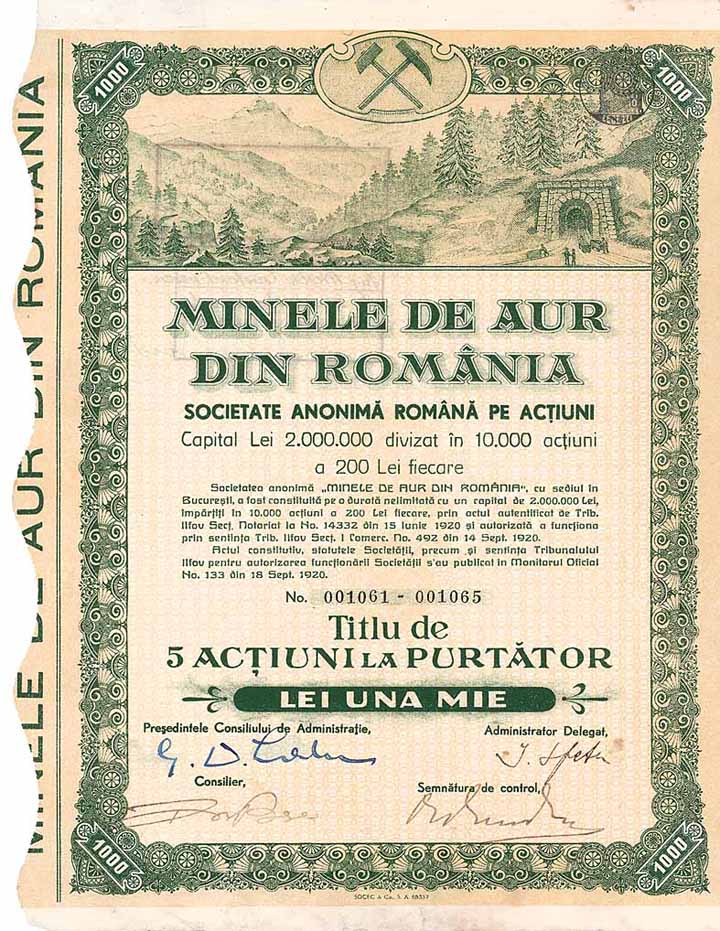 1000
1000
MINELE DE AUR DIN ROMANIA
MINELE DE AUR
DIN ROMÂNIA
SOCIETATE ANONIMĂ ROMÂNĂ PE ACȚIUNI
Capital Lei 2.000.000 divizat în 10.000 acțiuni
a 200 Lei fiecare
Societatea anonimă „MINELE DE AUR DIN ROMÂNIA“, cu sediul în
București, a fost constituită pe o durată nelimitată cu un capital de 2.000.000 Lei,
împărțiți în 10.000 acțiuni a 200 Lei fiecare, prin actul autentificat de Trib.
Ilfov Secț. Notariat la No. 14332 din 15 Iunie 1920 și autorizată a funcționa
prin sentința Trib. Ilfov Secț. I Comerc. No. 492 din 14 Sept. 1920.
Actul constitutiv, statutele Societății, precum și sentința Tribunalului
Ilfov pentru autorizarea funcționării Societății s'au publicat în Monitorul Oficial
No. 133 din 18 Sept. 1920.
No. 001061 - 001065
Titlu de
5 ACȚIUNI LA PURTĂTOR
LEI UNA MIE
Președintele Consiliului de Administrație,
Administrator Delegat,
Consilier,
Semnătura de control,
1000
1000
SOCEC & Co., S. A.